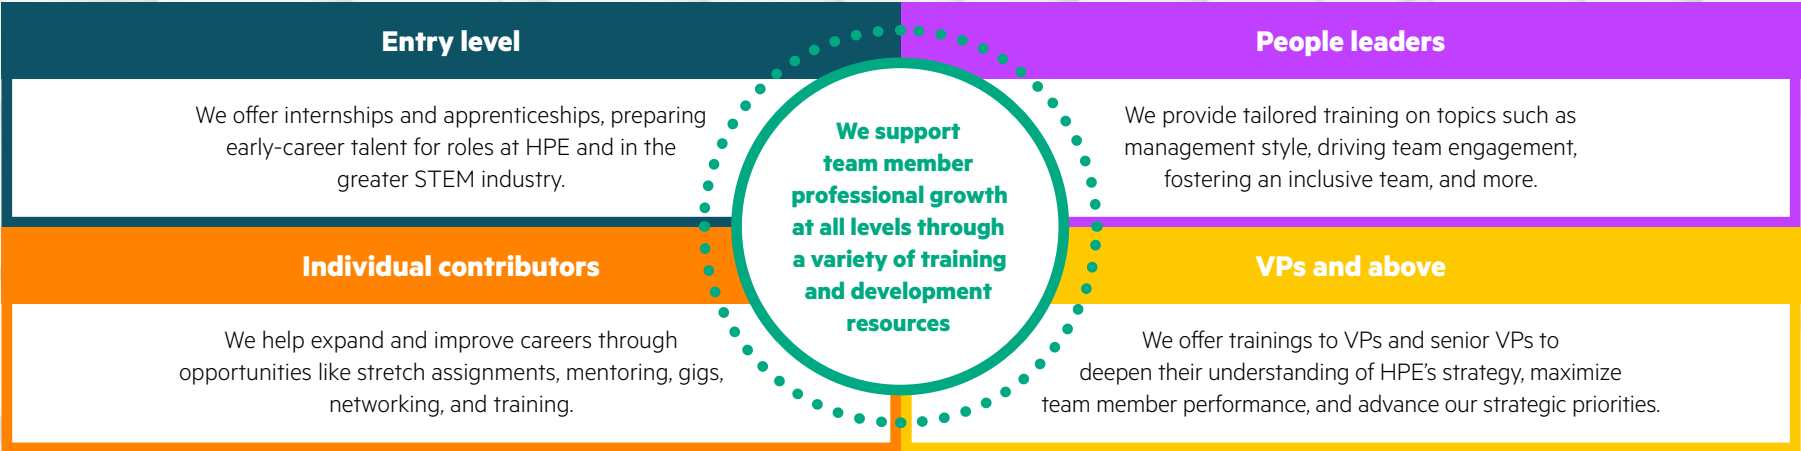 Entry level
We offer internships and apprenticeships, preparing
early-career talent for roles at HPE and in the
greater STEM industry.
People leaders
We provide tailored training on topics such as
management style, driving team engagement,
fostering an inclusive team, and more.
We support
team member
professional growth
at all levels through
a variety of training
and development
resources
Individual contributors
We help expand and improve careers through
opportunities like stretch assignments, mentoring, gigs,
networking, and training.
VPs and above
We offer trainings to VPs and senior VPs to
deepen their understanding of HPE’s strategy, maximize
team member performance, and advance our strategic priorities.